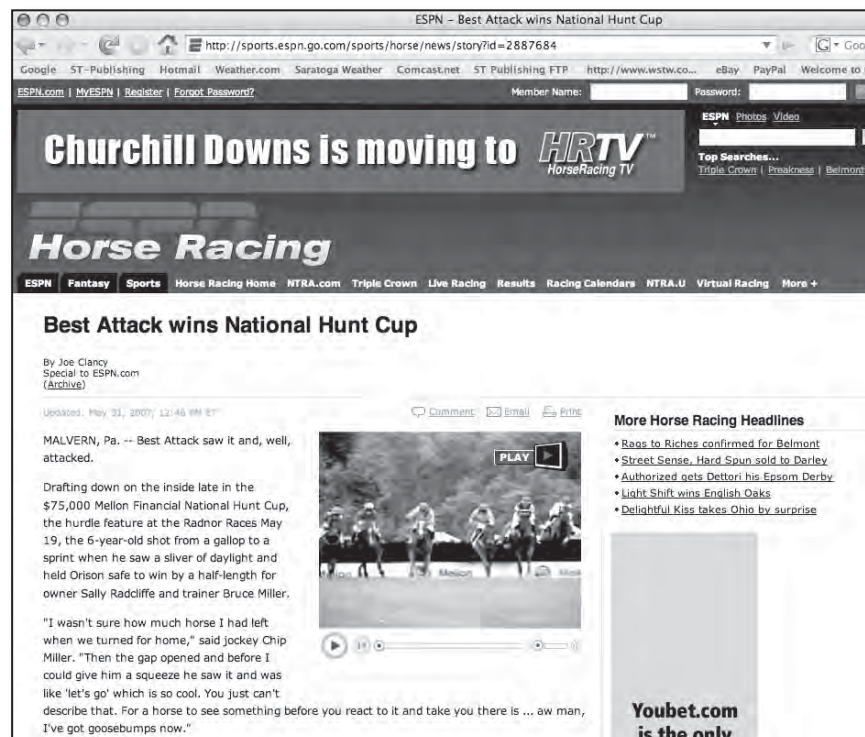 ESPN – Best Attack wins National Hunt Cup
http://sports.espn.go.com/sports/horse/news/story?id=2887684
Google ST-Publishing Hotmail Weather.com Saratoga Weather Comcast.net ST Publishing FTP http://www.wstw.co... eBay PayPal Welcome to
ESPN.com | MyESPN | Register | Forgot Password? Member Name: Password:
ESPN Photos Video
Churchill Downs is moving to HRTV™
HorseRacing TV
Top Searches...
Triple Crown | Preakness | Belmont
Horse Racing
ESPN Fantasy Sports Horse Racing Home NTRA.com Triple Crown Live Racing Results Racing Calendars NTRA.U Virtual Racing More +
Best Attack wins National Hunt Cup
By Joe Clancy
Special to ESPN.com
(Archive)
Updated: May 31, 2007, 12:46 PM ET
Comment Email Print
MALVERN, Pa. -- Best Attack saw it and, well,
attacked.
Drafting down on the inside late in the
$75,000 Mellon Financial National Hunt Cup,
the hurdle feature at the Radnor Races May
19, the 6-year-old shot from a gallop to a
sprint when he saw a sliver of daylight and
held Orison safe to win by a half-length for
owner Sally Radcliffe and trainer Bruce Miller.
"I wasn't sure how much horse I had left
when we turned for home," said jockey Chip
Miller. "Then the gap opened and before I
could give him a squeeze he saw it and was
like 'let's go' which is so cool. You just can't
describe that. For a horse to see something before you react to it and take you there is ... aw man,
I've got goosebumps now."
PLAY
Mellon
More Horse Racing Headlines
• Rags to Riches confirmed for Belmont
• Street Sense, Hard Spun sold to Darley
• Authorized gets Dettori his Epsom Derby
• Light Shift wins English Oaks
• Delightful Kiss takes Ohio by surprise
Youbet.com
is the only